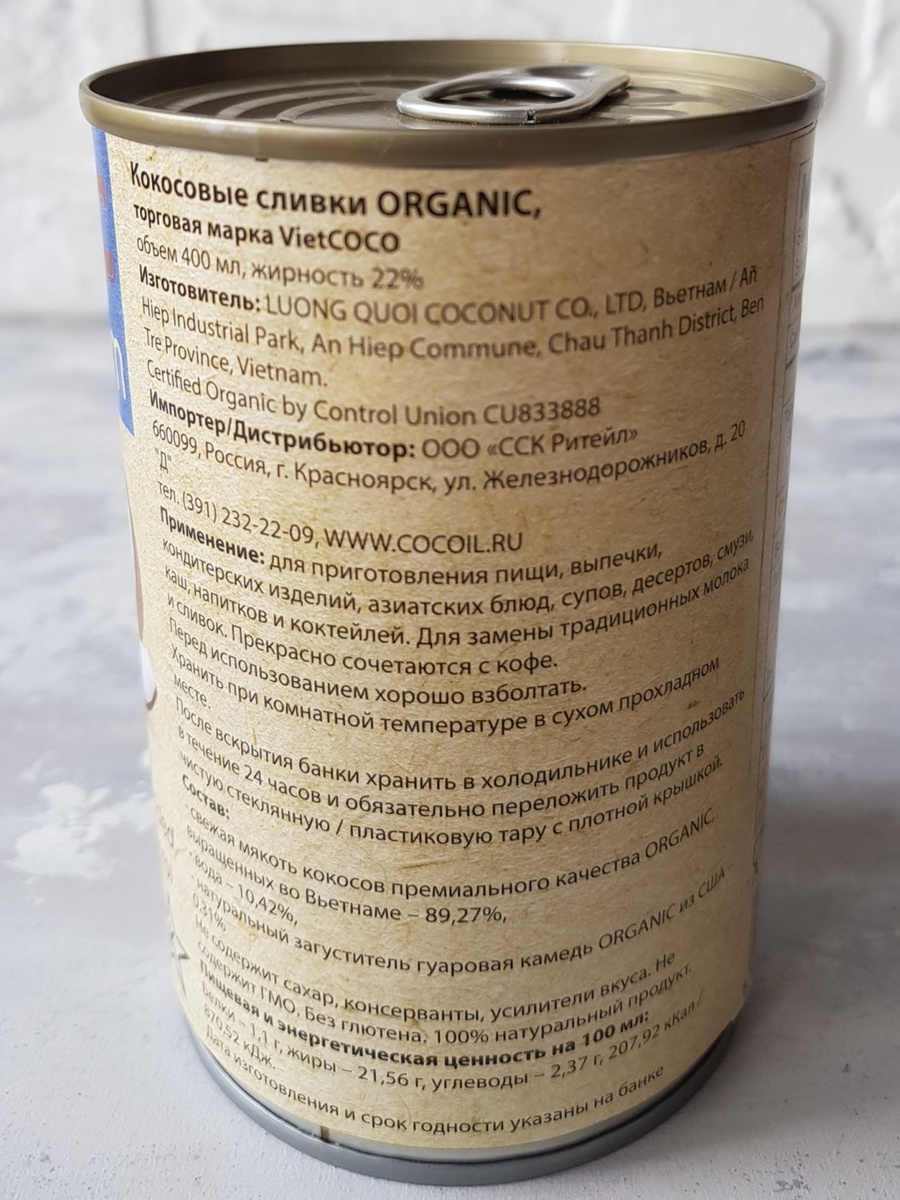 Кокосовые сливки ORGANIC,
торговая марка VietCOCO
объем 400 мл, жирность 22%
Изготовитель: LUONG QUOI COCONUT CO., LTD, Вьетнам / Añ
Hiep Industrial Park, An Hiep Commune, Chau Thanh District, Ben
Tre Province, Vietnam.
Certified Organic by Control Union CU833888
Импортер/Дистрибьютор: ООО «ССК Ритейл»
660099, Россия, г. Красноярск, ул. Железнодорожников, д. 20
"Д"
тел. (391) 232-22-09, WWW.COCOIL.RU
Применение: для приготовления пищи, выпечки,
кондитерских изделий, азиатских блюд, супов, десертов, смузи,
каш, напитков и коктейлей. Для замены традиционных молока
и сливок. Прекрасно сочетаются с кофе.
Перед использованием хорошо взболтать.
Хранить при комнатной температуре в сухом прохладном
месте.
После вскрытия банки хранить в холодильнике и использовать
в течение 24 часов и обязательно переложить продукт в
чистую стеклянную / пластиковую тару с плотной крышкой.
Состав:
- свежая мякоть кокосов премиального качества ORGANIC,
выращенных во Вьетнаме – 89,27%,
- вода – 10,42%,
- натуральный загуститель гуаровая камедь ORGANIC из США –
0,31%
Не содержит сахар, консерванты, усилители вкуса. Не
содержит ГМО. Без глютена. 100% натуральный продукт.
Пищевая и энергетическая ценность на 100 мл:
Белки – 1,1 г, жиры – 21,56 г, углеводы – 2,37 г, 207,92 кКал /
870,52 кДж.
Дата изготовления и срок годности указаны на банке